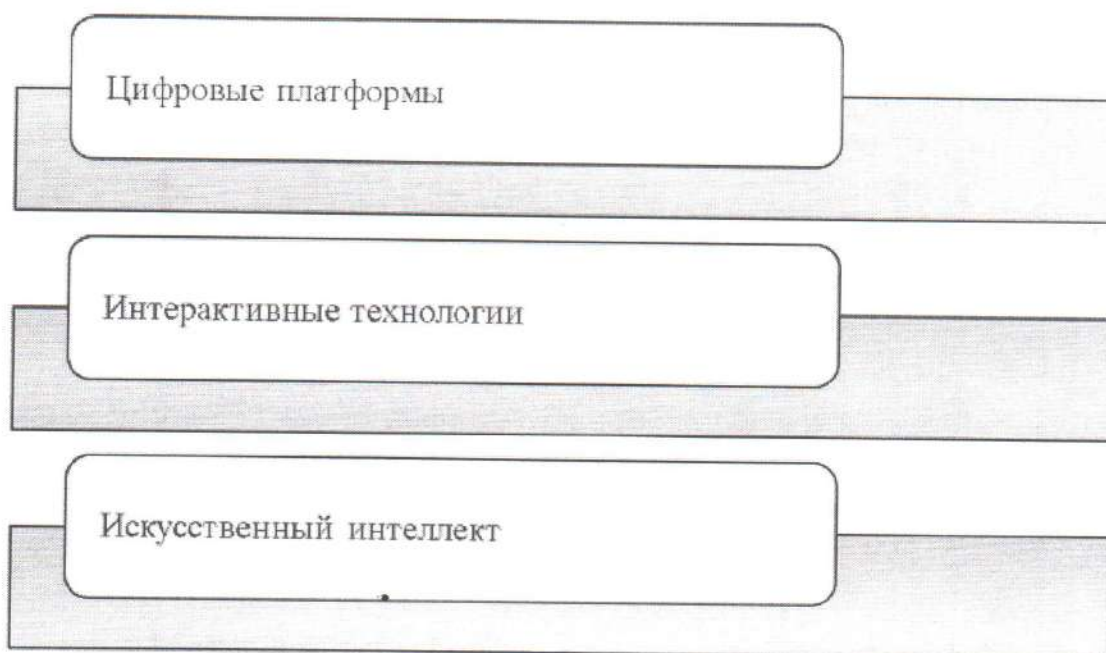 Цифровые платформы
Интерактивные технологии
Искусственный интеллект